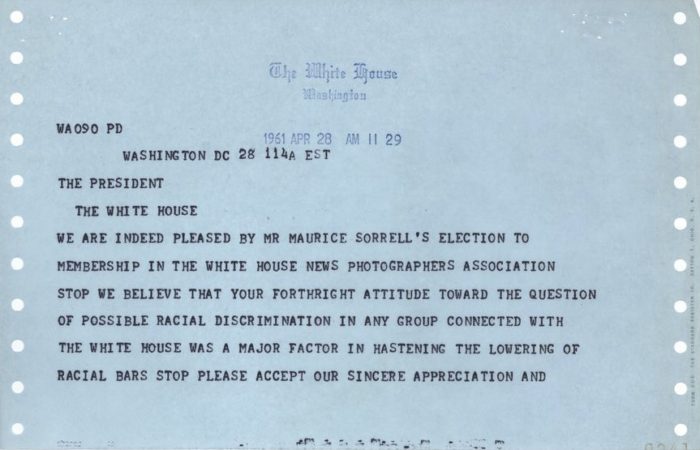 The White House
Washington
WA090 PD
1961 APR 28 AM 11 29
WASHINGTON DC 28 114A EST
THE PRESIDENT
THE WHITE HOUSE
WE ARE INDEED PLEASED BY MR MAURICE SORRELL'S ELECTION TO
MEMBERSHIP IN THE WHITE HOUSE NEWS PHOTOGRAPHERS ASSOCIATION
STOP WE BELIEVE THAT YOUR FORTHRIGHT ATTITUDE TOWARD THE QUESTION
OF POSSIBLE RACIAL DISCRIMINATION IN ANY GROUP CONNECTED WITH
THE WHITE HOUSE WAS A MAJOR FACTOR IN HASTENING THE LOWERING OF
RACIAL BARS STOP PLEASE ACCEPT OUR SINCERE APPRECIATION AND